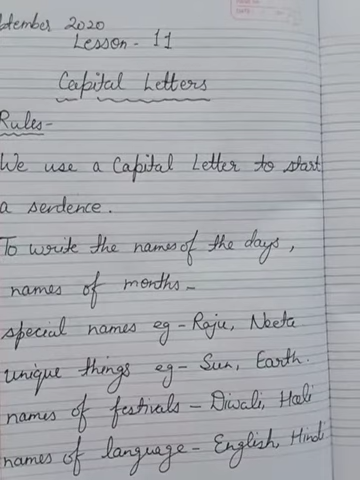 ptember 2020
Lesson - 11
Capital Letters
Rules -
We use a Capital Letter to start
a sentence.
To write the names of the days,
names of months -
special names eg - Raju, Neeta
unique things eg - Sun, Earth.
names of festivals - Diwali, Holi
names of language - English Hindi